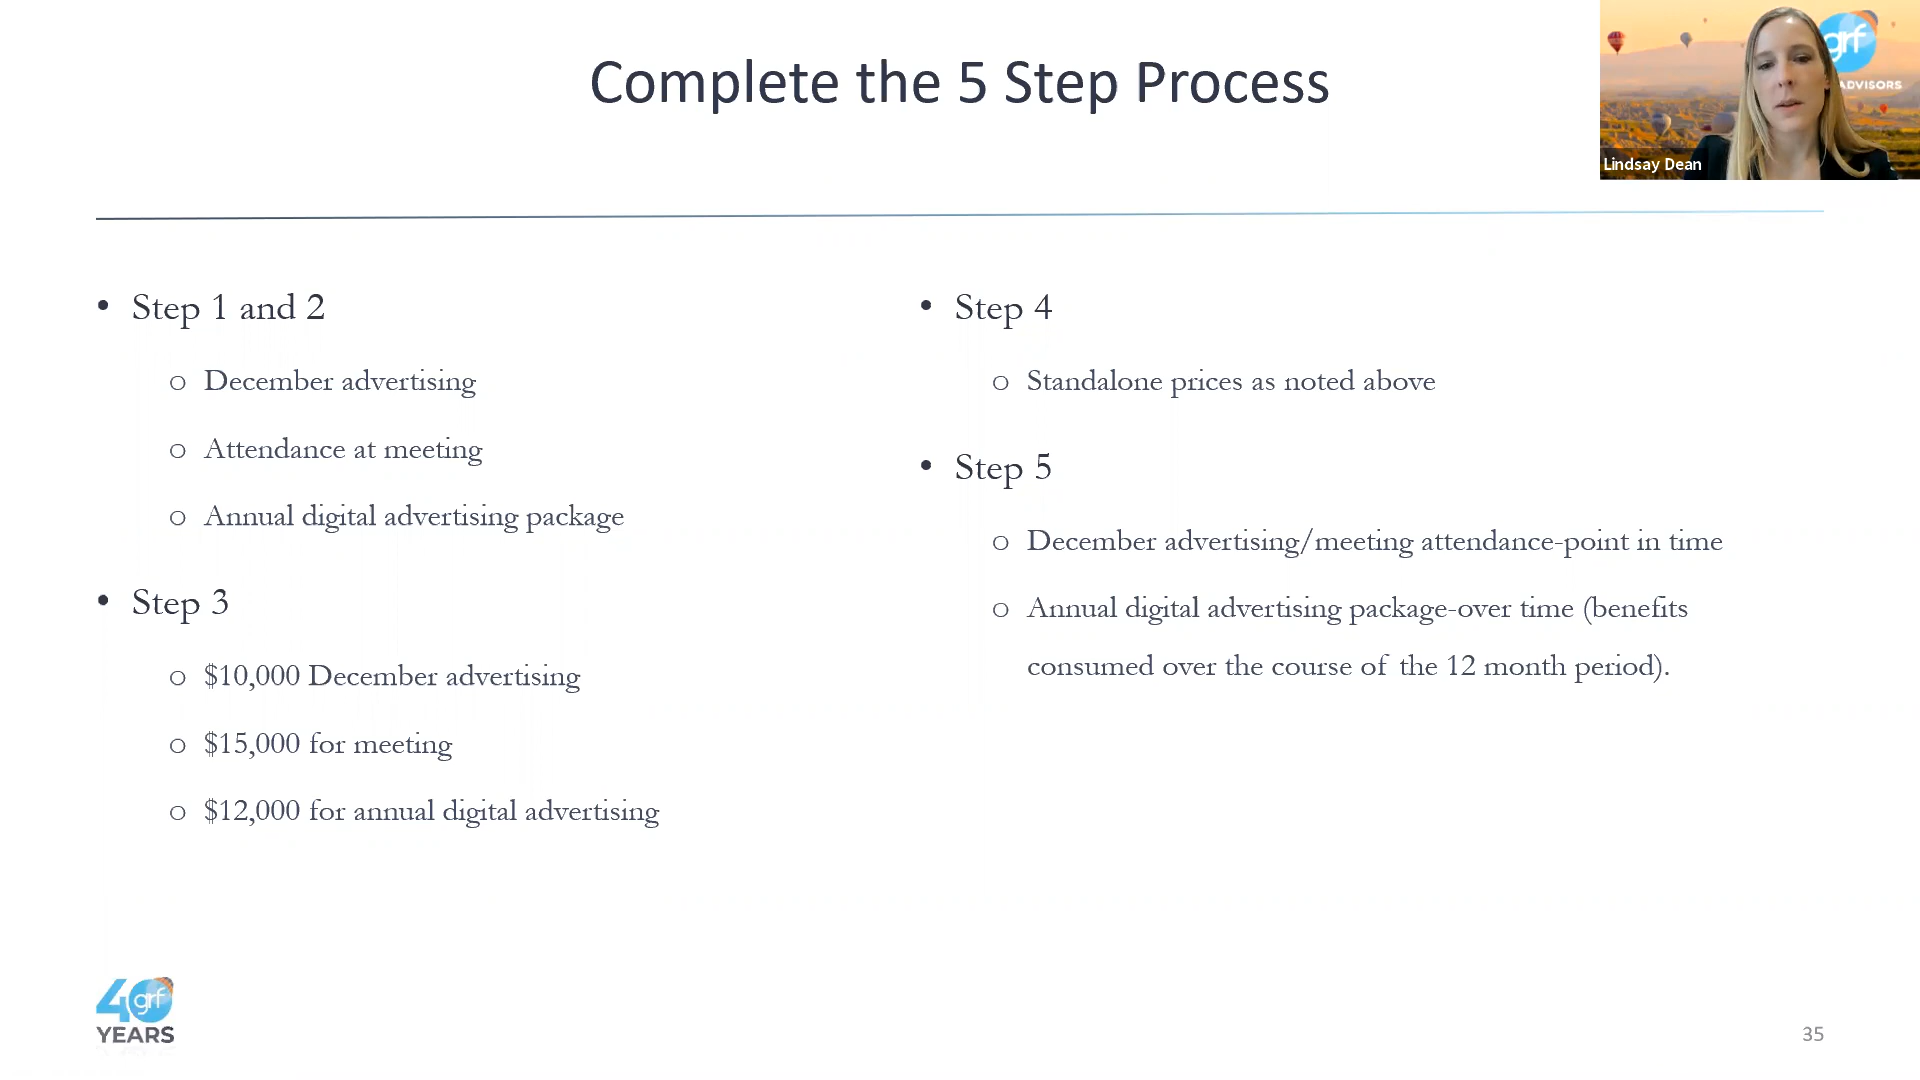 Complete the 5 Step Process
grf
ADVISORS
Lindsay Dean
• Step 1 and 2
o December advertising
o Attendance at meeting
o Annual digital advertising package
• Step 3
o $10,000 December advertising
o $15,000 for meeting
o $12,000 for annual digital advertising
• Step 4
o Standalone prices as noted above
• Step 5
o December advertising/meeting attendance-point in time
o Annual digital advertising package-over time (benefits
consumed over the course of the 12 month period).
40 grf
YEARS
35